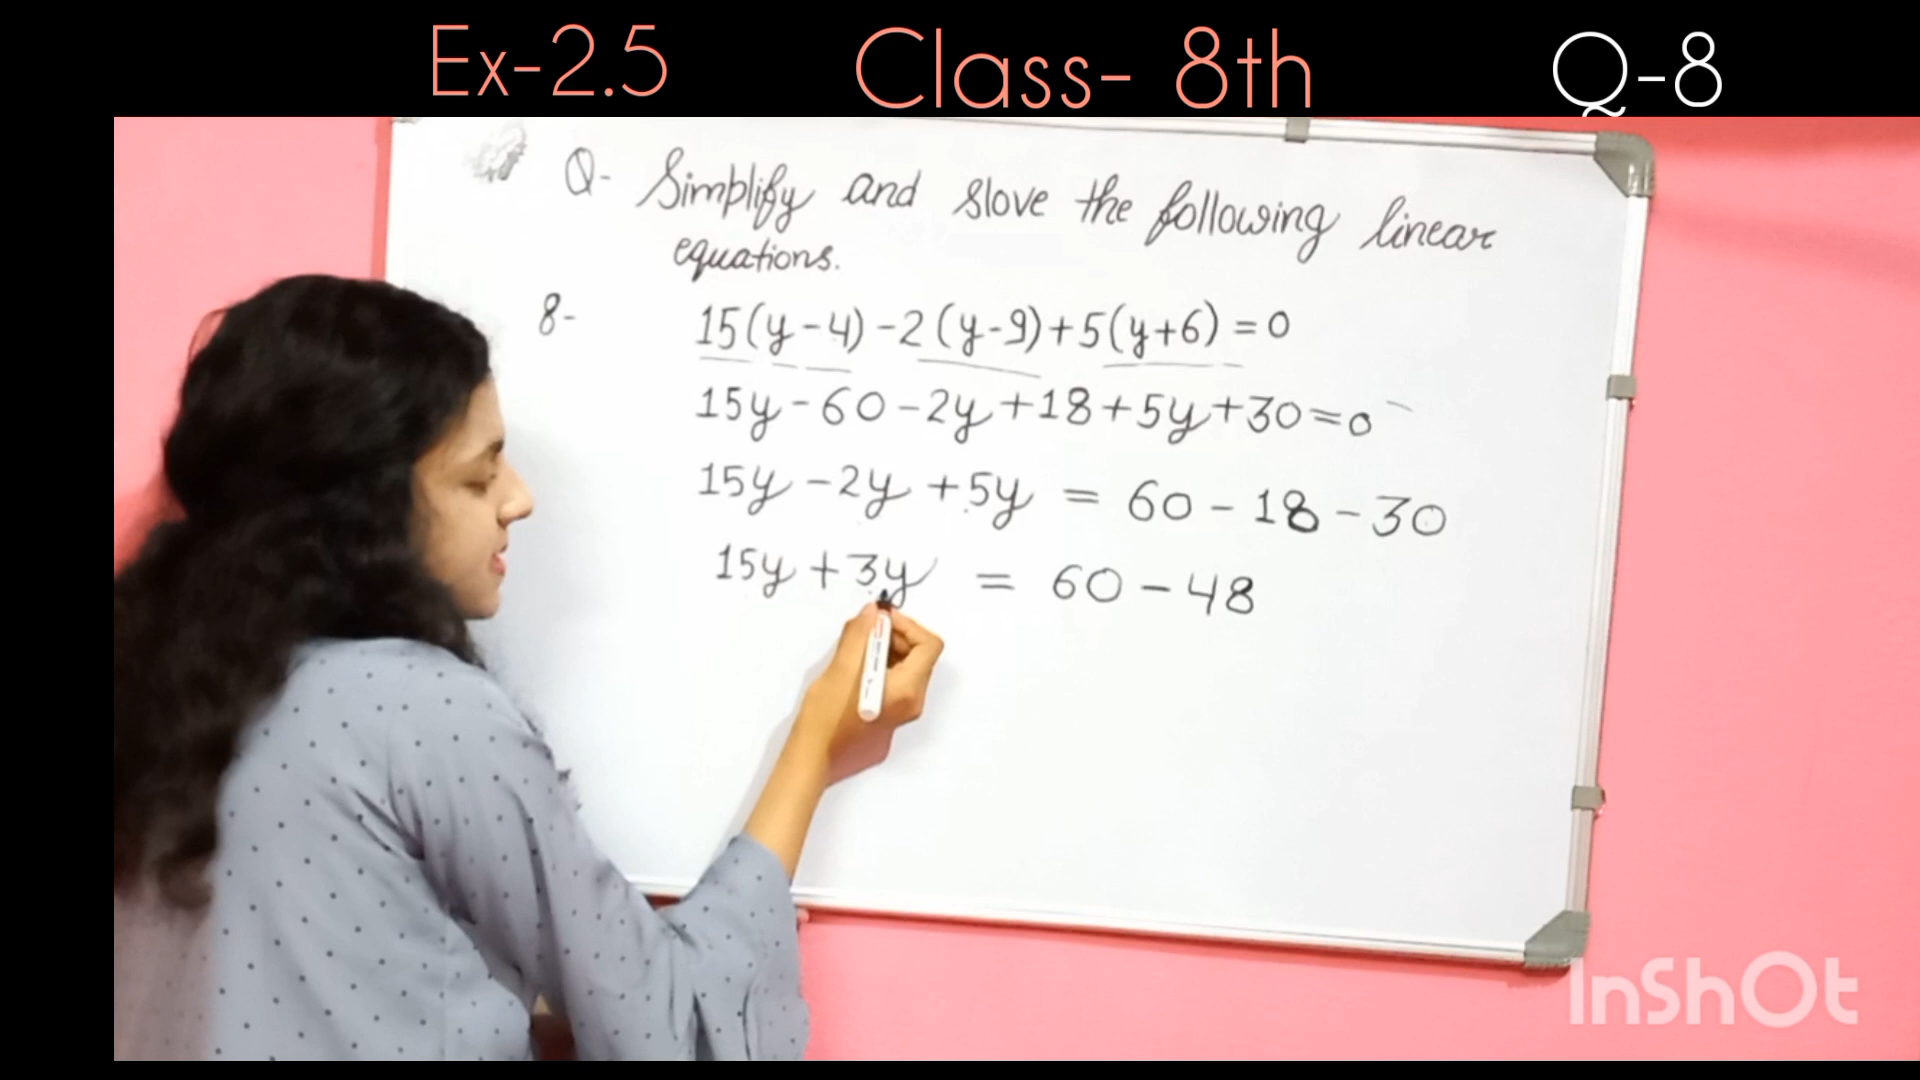 Ex-2.5 Class- 8th Q-8
Q- Simplify and slove the following linear
equations.
8- 15(y-4)-2(y-9)+5(y+6)=0
15y-60-2y+18+5y+30=0
15y-2y+5y = 60-18-30
15y+3y = 60-48
InShOt